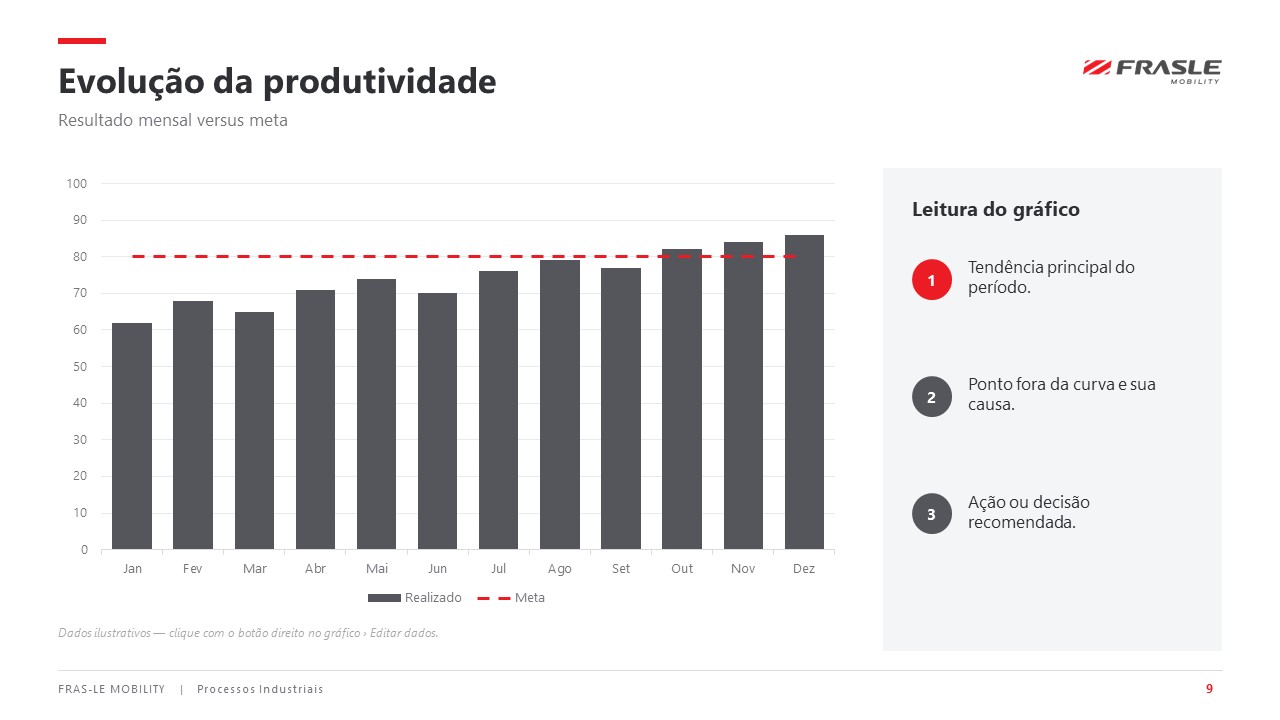 Evolução da produtividade
FRASLE
MOBILITY
Resultado mensal versus meta
100
90
80
70
60
50
40
30
20
10
0
Jan Fev Mar Abr Mai Jun Jul Ago Set Out Nov Dez
Realizado Meta
Dados ilustrativos — clique com o botão direito no gráfico › Editar dados.
Leitura do gráfico
1 Tendência principal do
período.
2 Ponto fora da curva e sua
causa.
3 Ação ou decisão
recomendada.
FRAS-LE MOBILITY | Processos Industriais
9